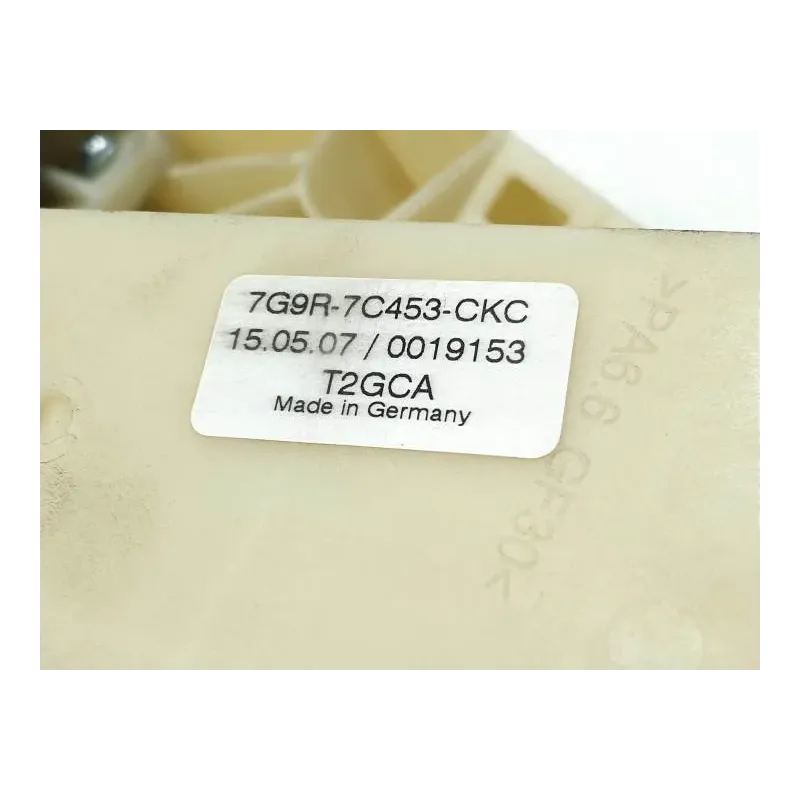 7G9R-7C453-CKC
15.05.07 / 0019153
T2GCA
Made in Germany
>PA6.6 GF30<